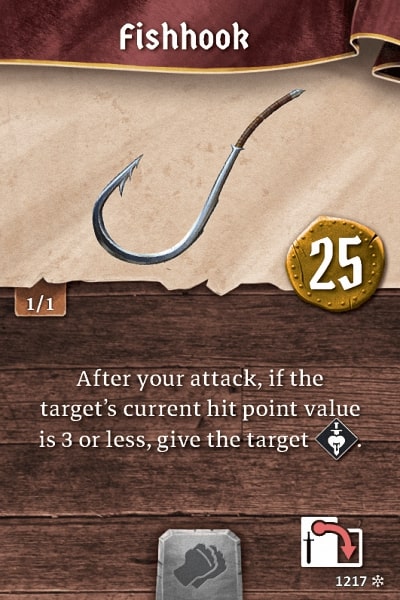 Fishhook
25
1/1
After your attack, if the
target's current hit point value
is 3 or less, give the target .
1217